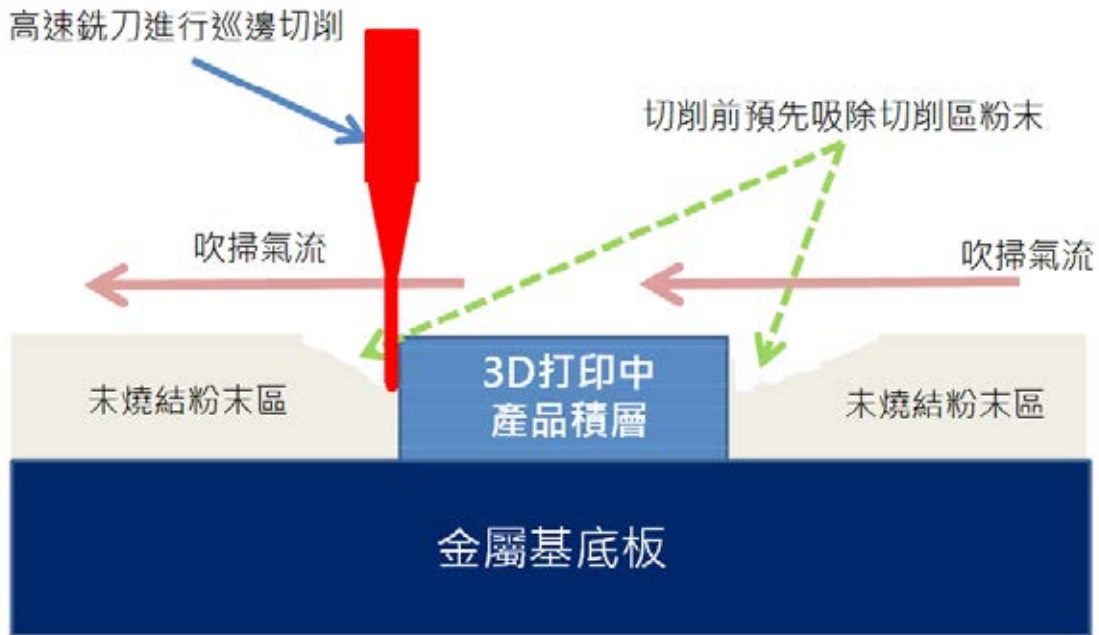 高速銑刀進行巡邊切削
切削前預先吸除切削區粉末
吹掃氣流
吹掃氣流
未燒結粉末區
3D打印中
產品積層
未燒結粉末區
金屬基底板